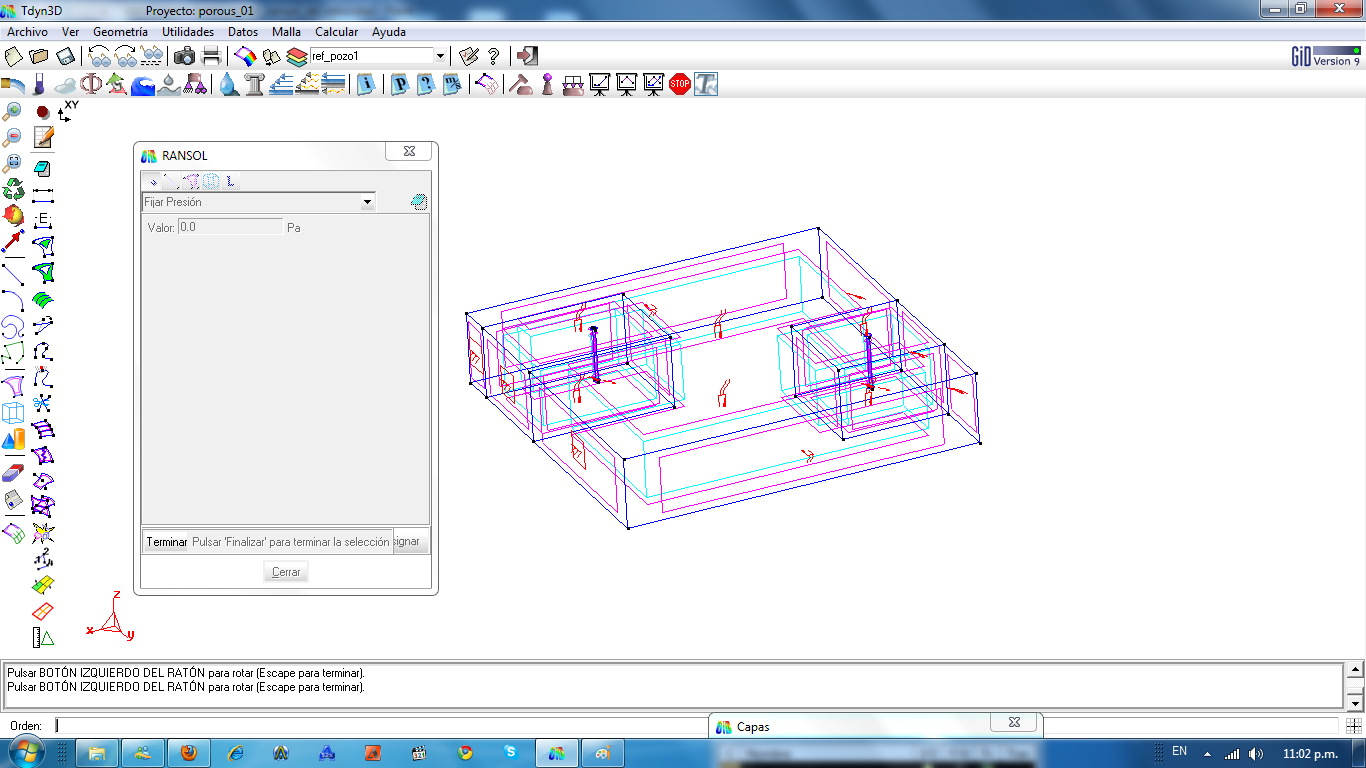 Tdyn3D Proyecto: porous_01
Archivo Ver Geometría Utilidades Datos Malla Calcular Ayuda
ref_pozo1
GiD Version 9
STOP
XY
RANSOL
Fijar Presión
Valor: 0.0 Pa
Terminar Pulsar 'Finalizar' para terminar la selección signar
Cerrar
z
x
y
Pulsar BOTÓN IZQUIERDO DEL RATÓN para rotar (Escape para terminar).
Pulsar BOTÓN IZQUIERDO DEL RATÓN para rotar (Escape para terminar).
Orden:
Capas
EN 11:02 p.m.